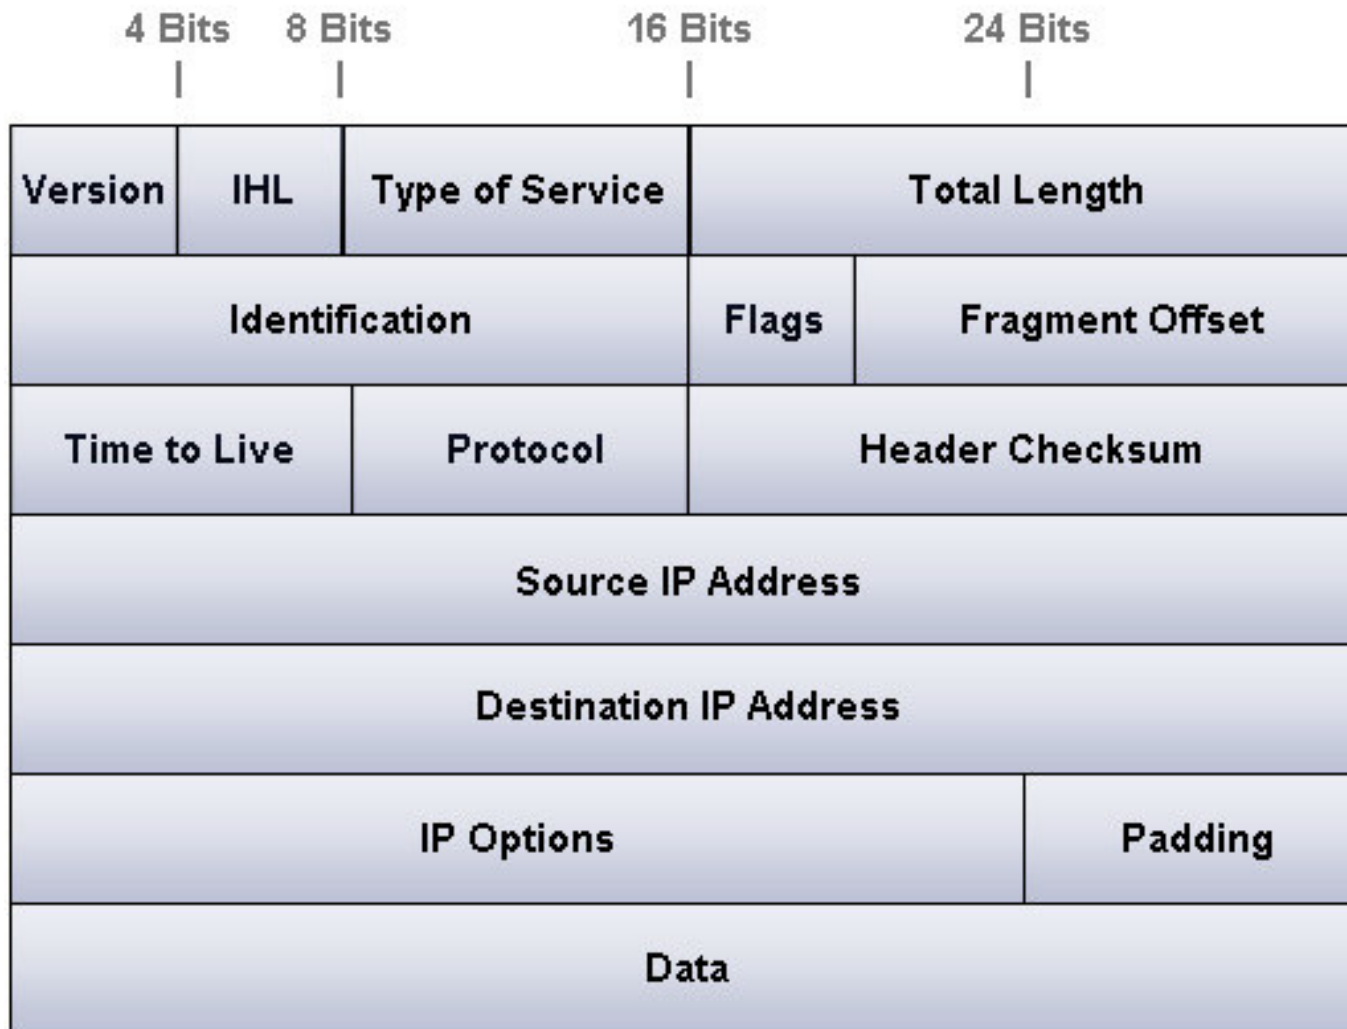 4 Bits 8 Bits 16 Bits 24 Bits
Version IHL Type of Service Total Length
Identification Flags Fragment Offset
Time to Live Protocol Header Checksum
Source IP Address
Destination IP Address
IP Options Padding
Data